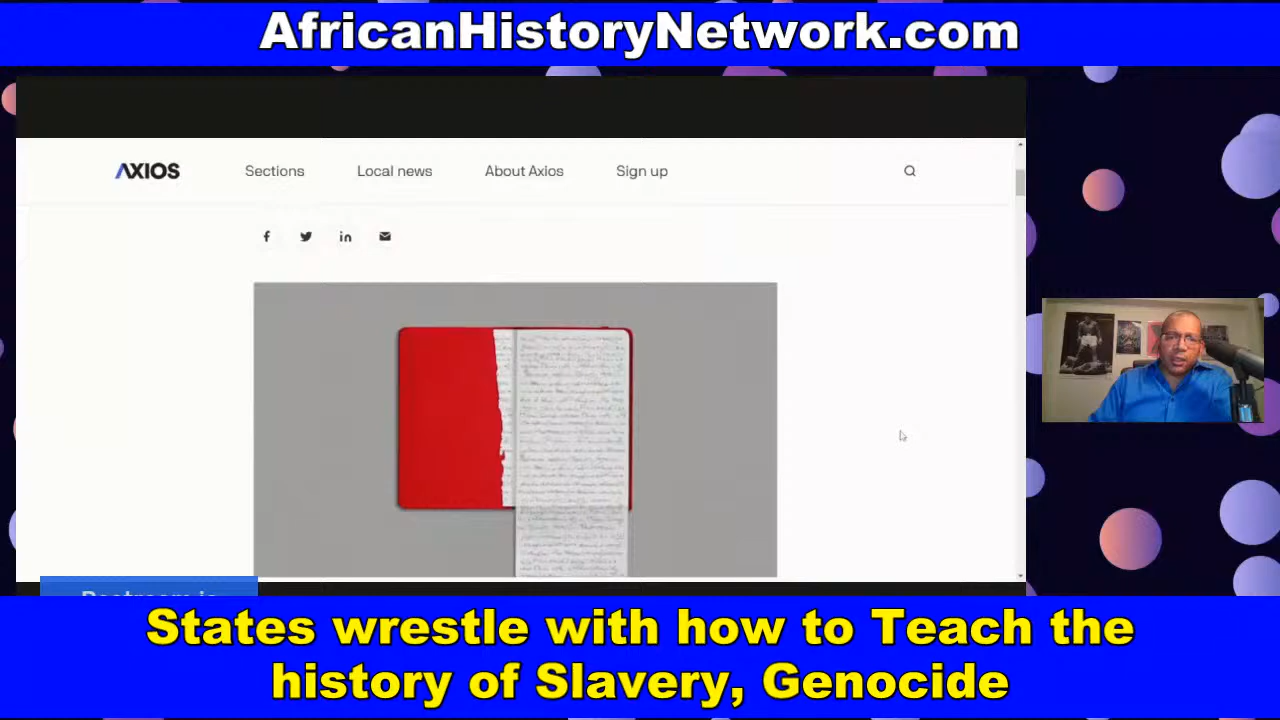 AfricanHistoryNetwork.com
AXIOS
Sections
Local news
About Axios
Sign up
States wrestle with how to Teach the
history of Slavery, Genocide